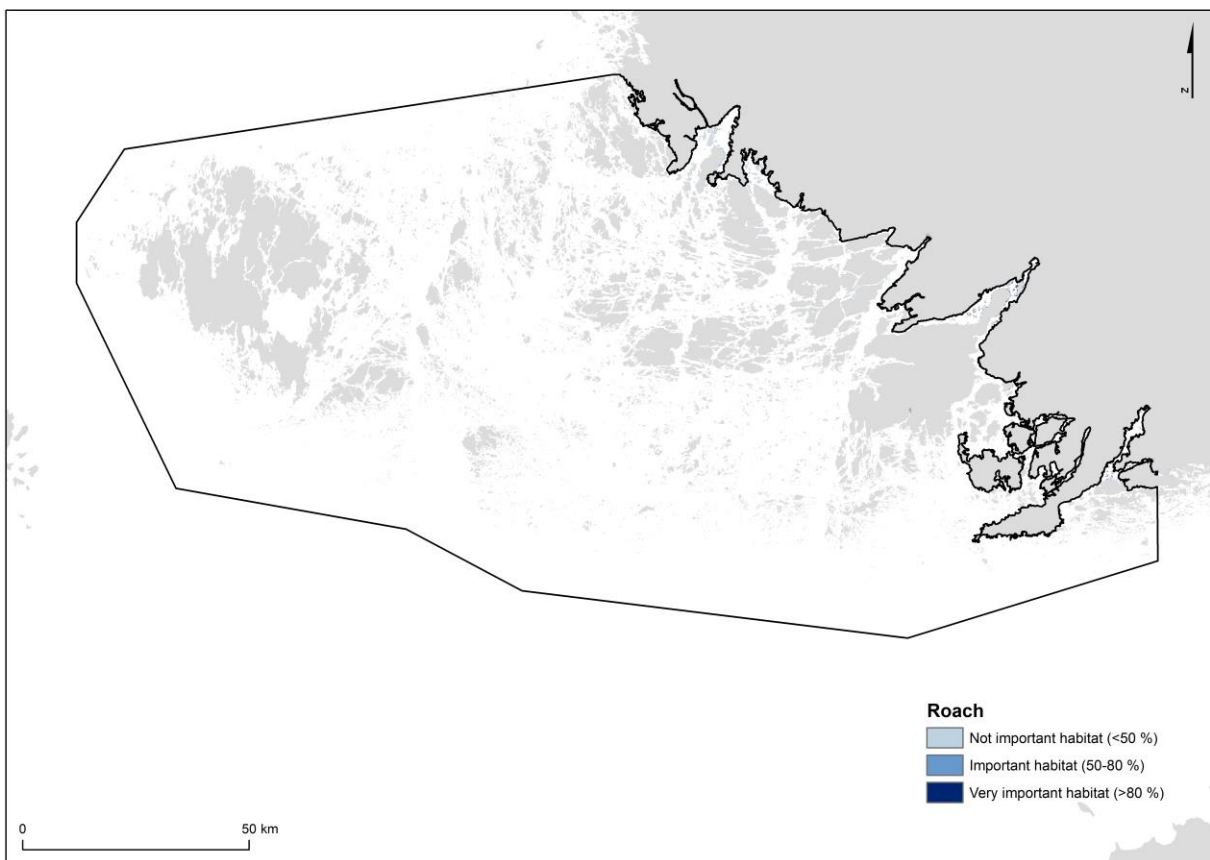 N
Roach
Not important habitat (<50 %)
Important habitat (50-80 %)
Very important habitat (>80 %)
0 50 km